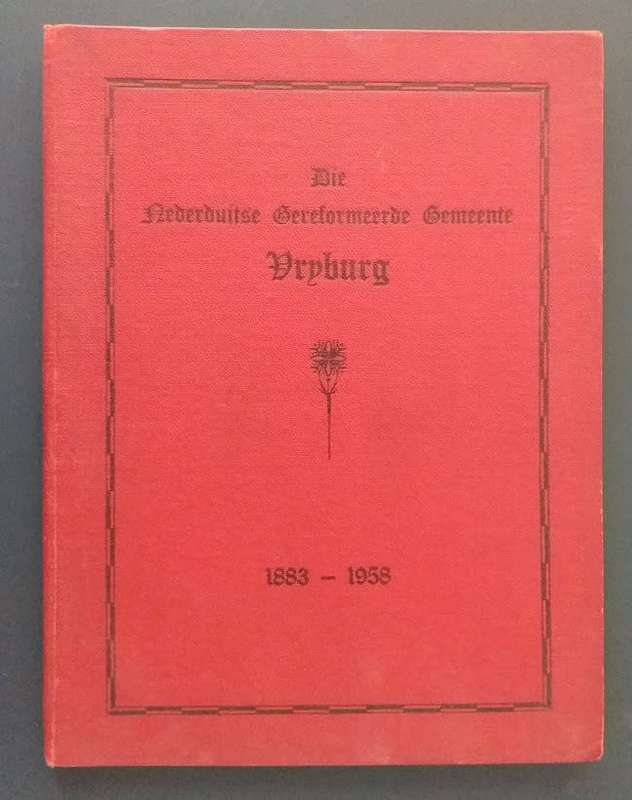 Die
Nederduitse Gereformeerde Gemeente
Vryburg
1883 – 1958